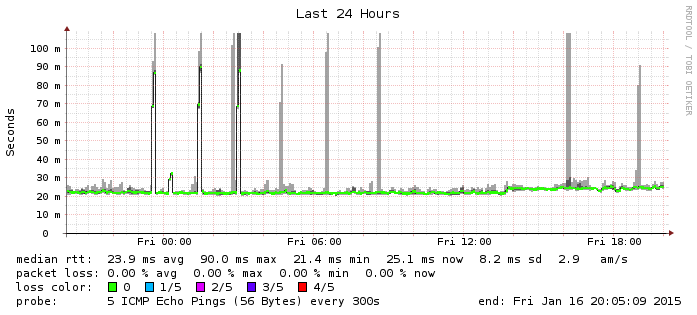 Last 24 Hours
RRDTOOL / TOBI OETIKER
Seconds
100 m
90 m
80 m
70 m
60 m
50 m
40 m
30 m
20 m
10 m
0
Fri 00:00 Fri 06:00 Fri 12:00 Fri 18:00
median rtt: 23.9 ms avg 90.0 ms max 21.4 ms min 25.1 ms now 8.2 ms sd 2.9 am/s
packet loss: 0.00 % avg 0.00 % max 0.00 % min 0.00 % now
loss color: 0 1/5 2/5 3/5 4/5
probe: 5 ICMP Echo Pings (56 Bytes) every 300s end: Fri Jan 16 20:05:09 2015